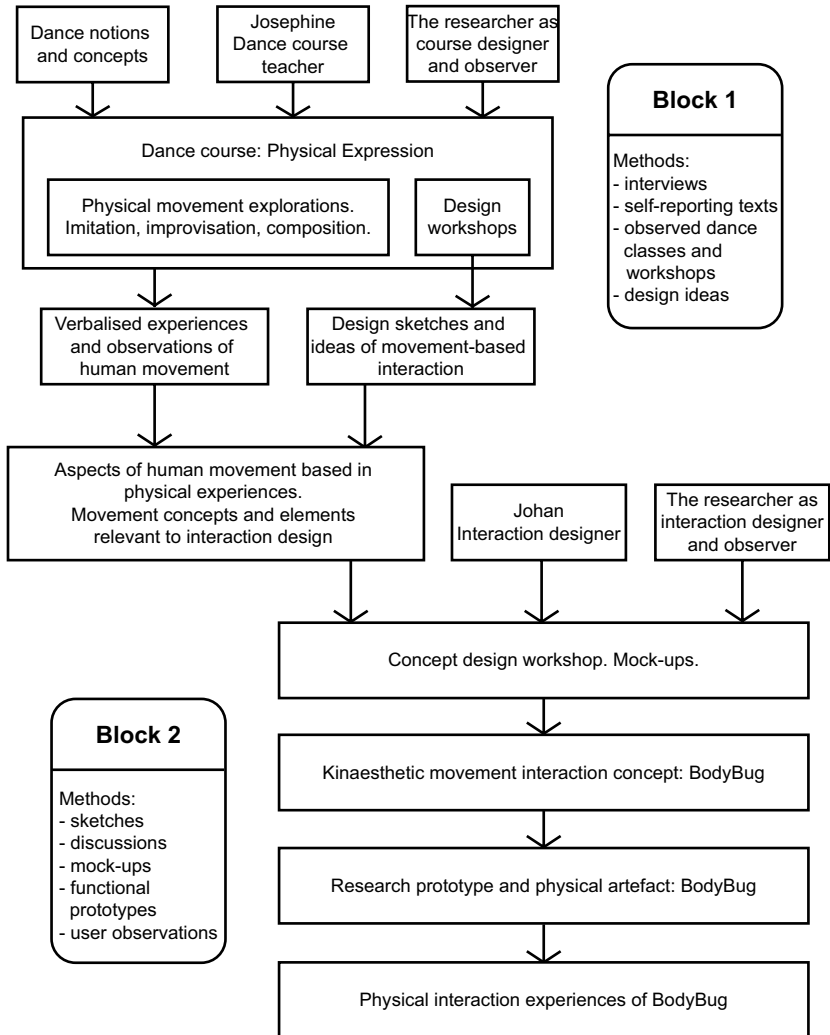 Dance notions
and concepts
Josephine
Dance course
teacher
The researcher as
course designer
and observer
Block 1
Methods:
- interviews
- self-reporting texts
- observed dance
classes and
workshops
- design ideas
Dance course: Physical Expression
Physical movement explorations.
Imitation, improvisation, composition.
Design
workshops
Verbalised experiences
and observations of
human movement
Design sketches and
ideas of movement-based
interaction
Aspects of human movement based in
physical experiences.
Movement concepts and elements
relevant to interaction design
Johan
Interaction designer
The researcher as
interaction designer
and observer
Concept design workshop. Mock-ups.
Block 2
Methods:
- sketches
- discussions
- mock-ups
- functional
prototypes
- user observations
Kinaesthetic movement interaction concept: BodyBug
Research prototype and physical artefact: BodyBug
Physical interaction experiences of BodyBug